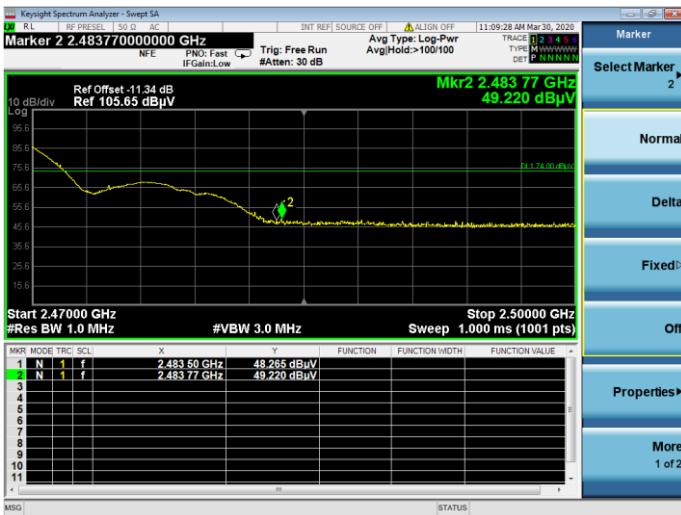 Keysight Spectrum Analyzer - Swept SA
RL RF PRESEL 50 Ω AC INT REF SOURCE OFF ALIGN OFF 11:09:28 AM Mar 30, 2020
Marker 2 2.483770000000 GHz
NFE PNO: Fast IFGain:Low
Trig: Free Run #Atten: 30 dB
Avg Type: Log-Pwr Avg|Hold:>100/100
TRACE 1 2 3 4 5 6
TYPE M WWWWW
DET P N N N N N
Ref Offset -11.34 dB
Ref 105.65 dBµV
Mkr2 2.483 77 GHz
49.220 dBµV
10 dB/div
Log
95.6
85.6
75.6
DL1 74.00 dBµV
65.6
55.6
2
45.6
35.6
25.6
15.6
Start 2.47000 GHz
Stop 2.50000 GHz
#Res BW 1.0 MHz #VBW 3.0 MHz Sweep 1.000 ms (1001 pts)
MKR MODE TRC SCL X Y FUNCTION FUNCTION WIDTH FUNCTION VALUE
1 N 1 f 2.483 50 GHz 48.265 dBµV
2 N 1 f 2.483 77 GHz 49.220 dBµV
3
4
5
6
7
8
9
10
11
MSG STATUS
Marker
Select Marker
2
Normal
Delta
Fixed
Off
Properties
More
1 of 2